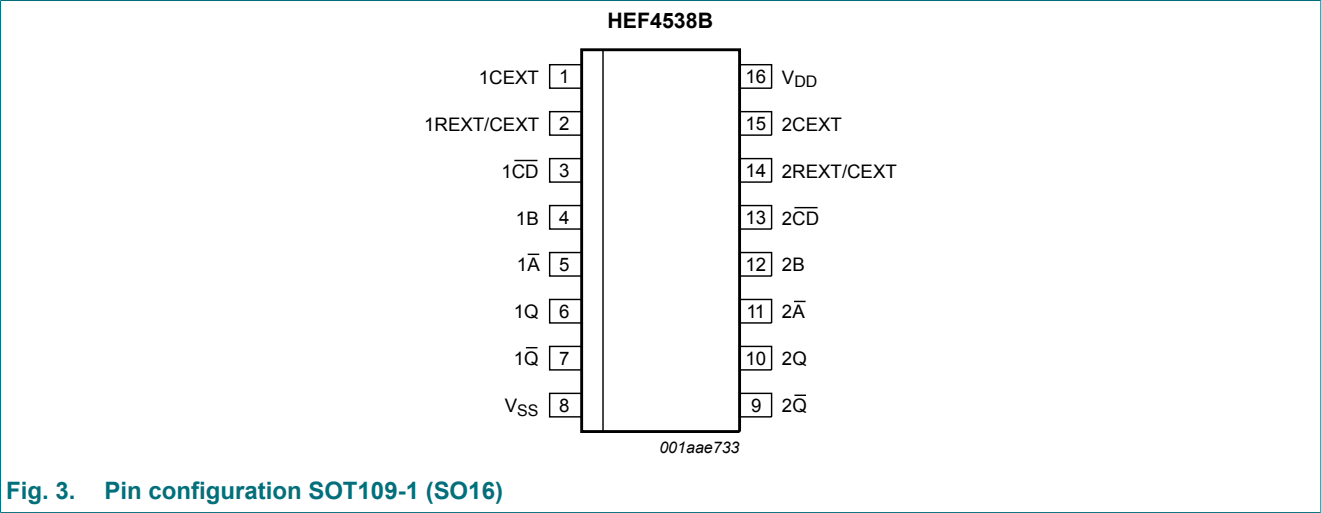 HEF4538B
1CEXT 1
16 VDD
1REXT/CEXT 2
15 2CEXT
1C̅D̅ 3
14 2REXT/CEXT
1B 4
13 2C̅D̅
1A̅ 5
12 2B
1Q 6
11 2A̅
1Q̅ 7
10 2Q
VSS 8
9 2Q̅
001aae733
Fig. 3. Pin configuration SOT109-1 (SO16)